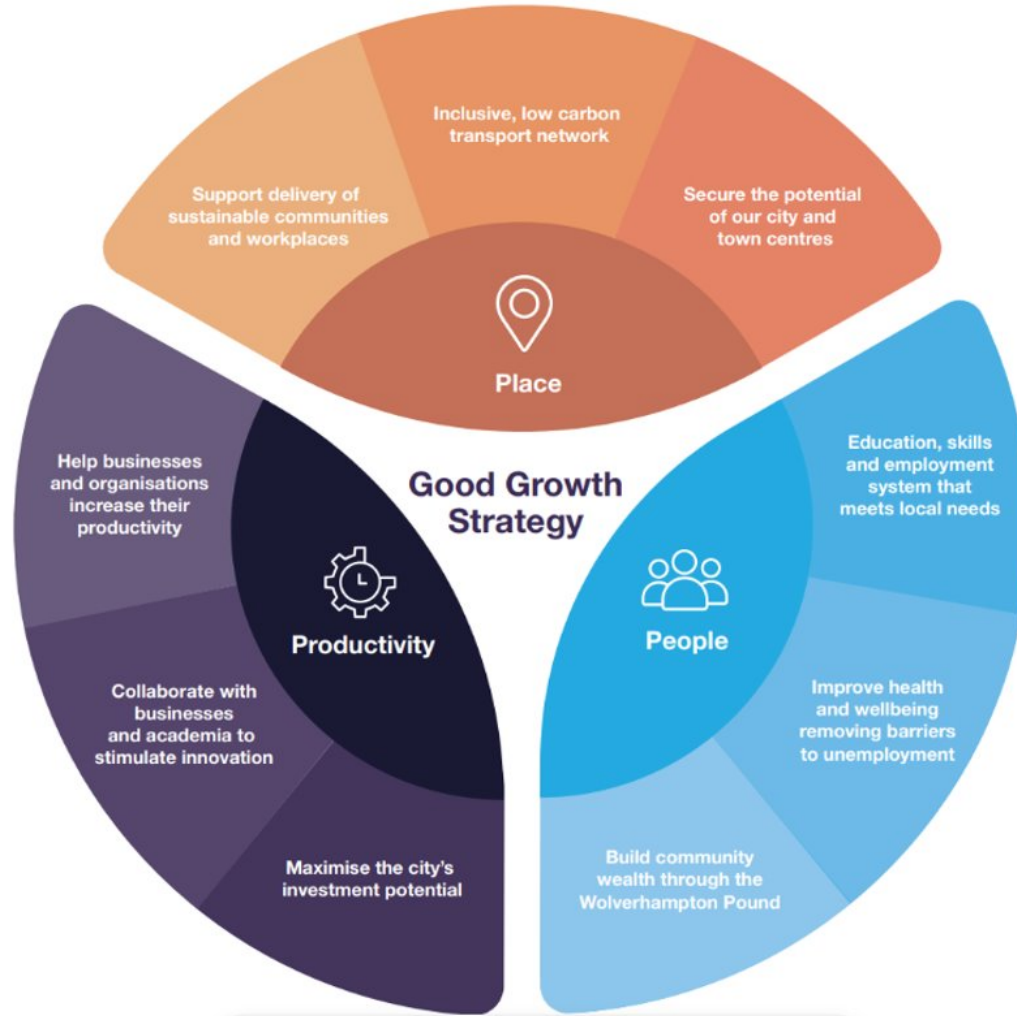 Inclusive, low carbon
transport network
Support delivery of
sustainable communities
and workplaces
Secure the potential
of our city and
town centres
Place
Good Growth
Strategy
Help businesses
and organisations
increase their
productivity
Collaborate with
businesses
and academia to
stimulate innovation
Maximise the city's
investment potential
Productivity
Education, skills
and employment
system that
meets local needs
Improve health
and wellbeing
removing barriers
to unemployment
Build community
wealth through the
Wolverhampton Pound
People